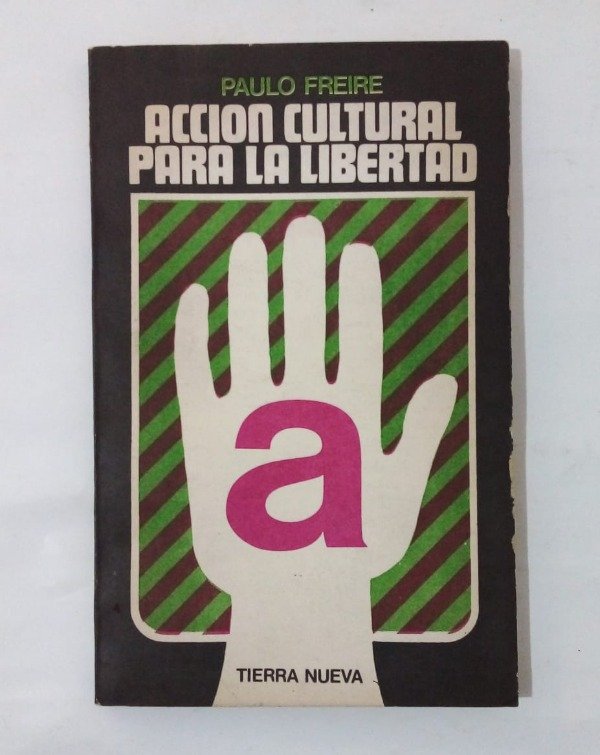 PAULO FREIRE
ACCION CULTURAL
PARA LA LIBERTAD
a
TIERRA NUEVA